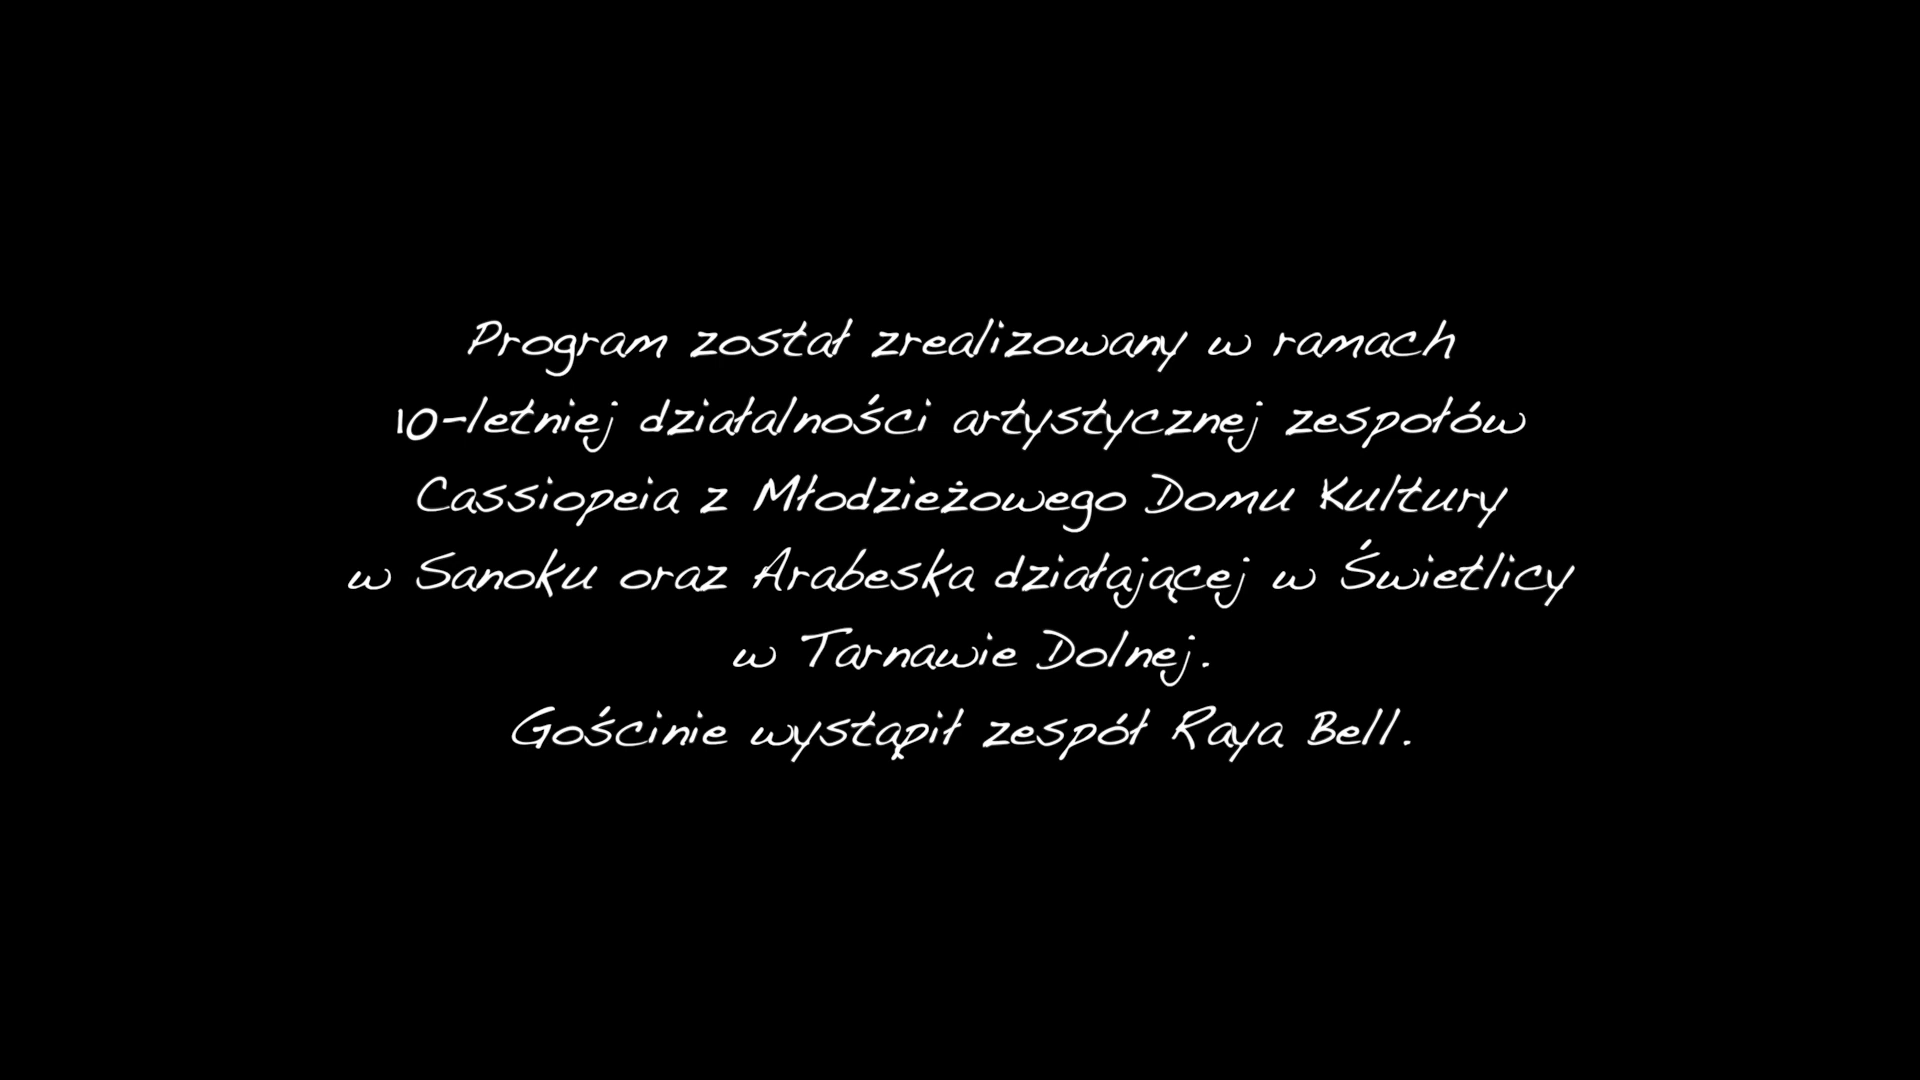 Program został zrealizowany w ramach
10-letniej działalności artystycznej zespołów
Cassiopeia z Młodzieżowego Domu Kultury
w Sanoku oraz Arabeska działającej w Świetlicy
w Tarnawie Dolnej.
Gościnie wystąpił zespół Raya Bell.